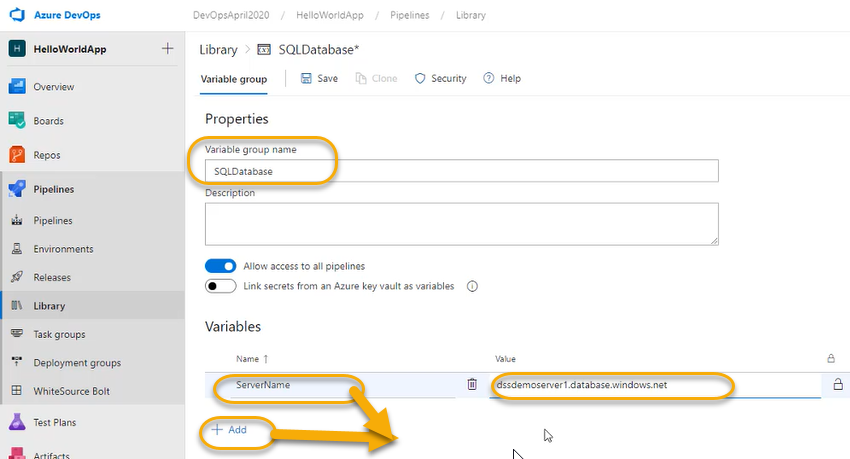 Azure DevOps
DevOpsApril2020 / HelloWorldApp / Pipelines / Library
H HelloWorldApp +
Library > SQLDatabase*
Variable group Save Clone Security Help
Overview
Boards
Repos
Pipelines
Pipelines
Environments
Releases
Library
Task groups
Deployment groups
WhiteSource Bolt
Test Plans
Artifacts
Properties
Variable group name
SQLDatabase
Description
Allow access to all pipelines
Link secrets from an Azure key vault as variables
Variables
Name ↑ Value
ServerName dssdemoserver1.database.windows.net
+ Add